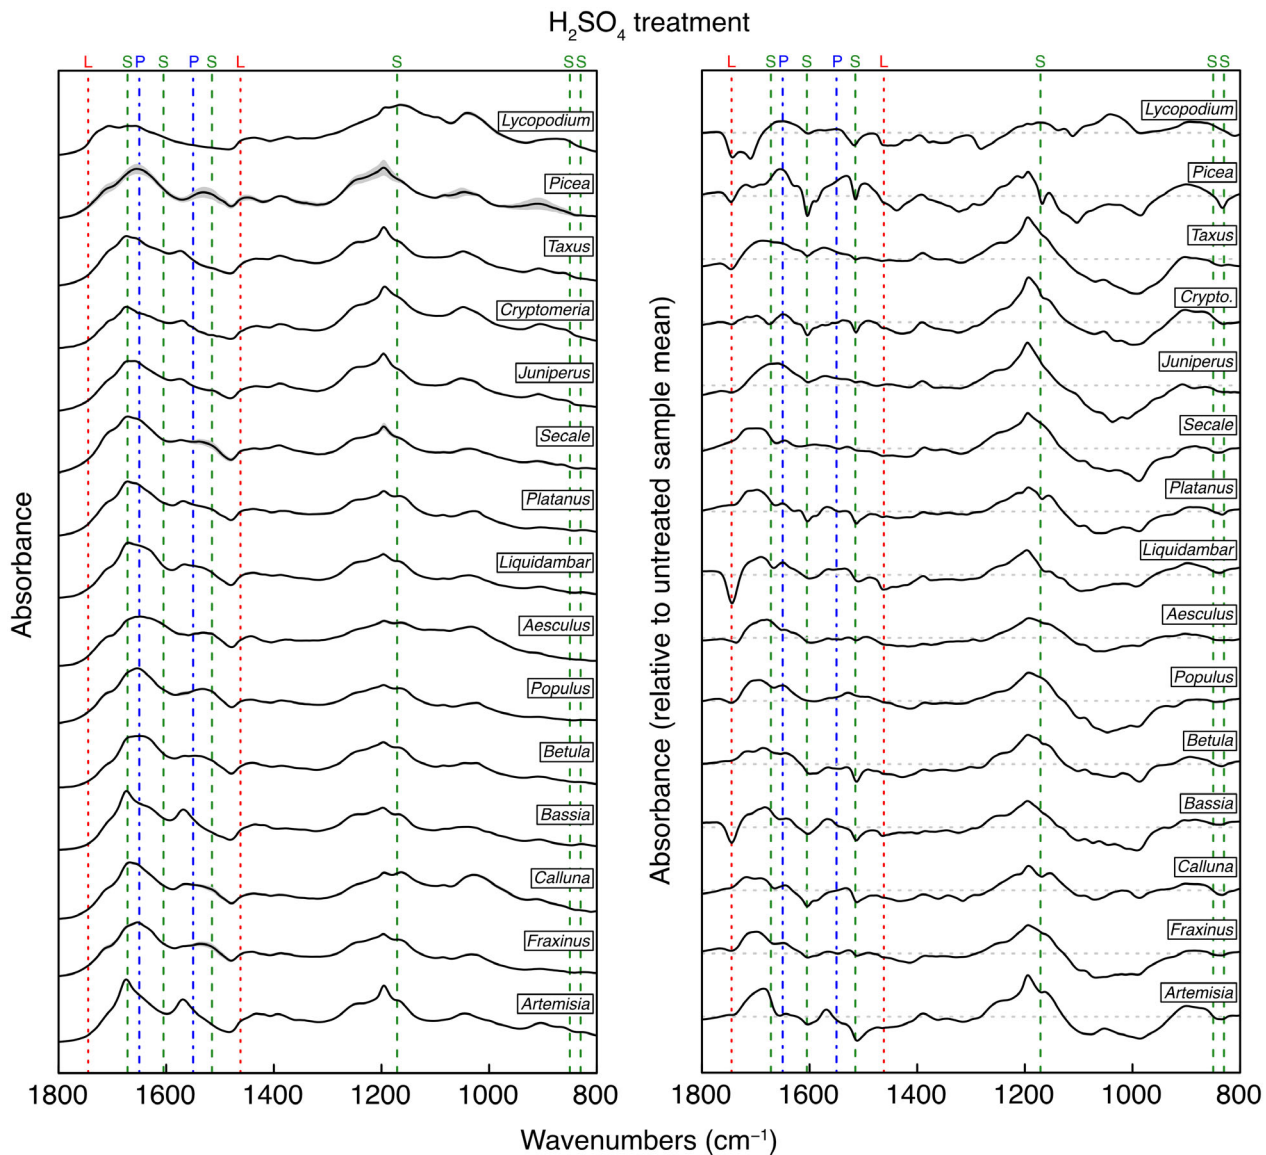 H₂SO₄ treatment
L S P S P S L S S S
L S P S P S L S S S
Lycopodium
Picea
Taxus
Cryptomeria
Juniperus
Secale
Platanus
Liquidambar
Aesculus
Populus
Betula
Bassia
Calluna
Fraxinus
Artemisia
Absorbance
1800 1600 1400 1200 1000 800
Lycopodium
Picea
Taxus
Crypto.
Juniperus
Secale
Platanus
Liquidambar
Aesculus
Populus
Betula
Bassia
Calluna
Fraxinus
Artemisia
Absorbance (relative to untreated sample mean)
1800 1600 1400 1200 1000 800
Wavenumbers (cm⁻¹)